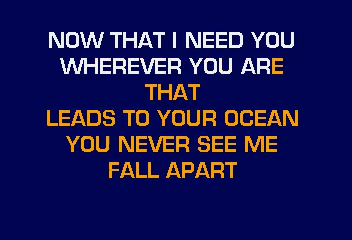 NOW THAT I NEED YOU
WHEREVER YOU ARE
THAT
LEADS TO YOUR OCEAN
YOU NEVER SEE ME
FALL APART